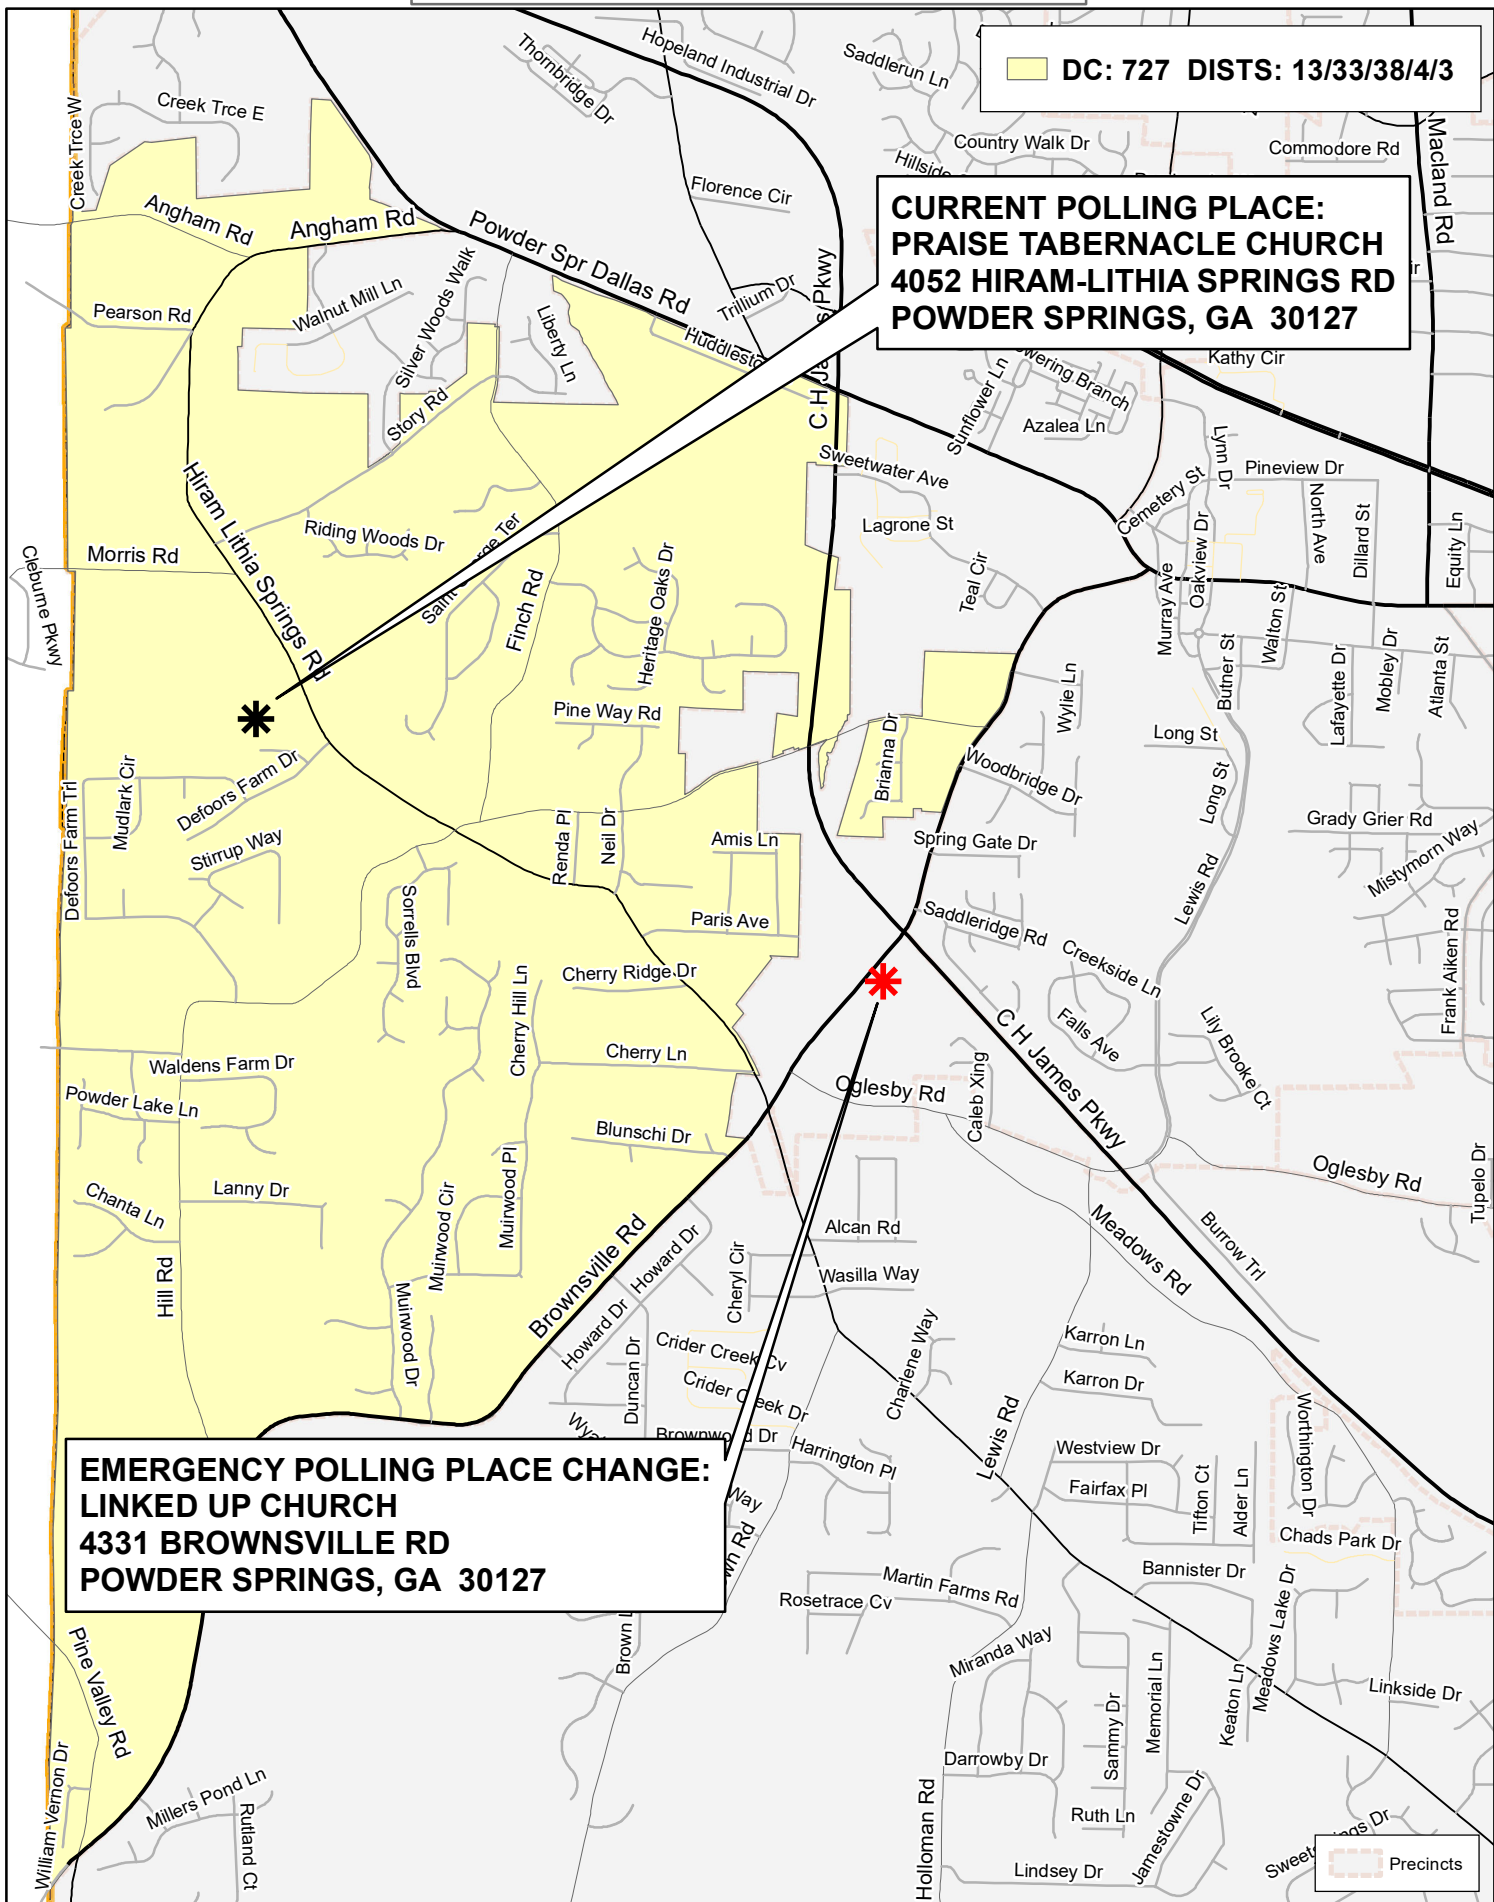 DC: 727 DISTS: 13/33/38/4/3
Thornbridge Dr
Hopeland Industrial Dr
Saddlerun Ln
Creek Trce E
Creek Trce W
Country Walk Dr
Commodore Rd
Macland Rd
Hillside
Florence Cir
Angham Rd
Angham Rd
Powder Spr Dallas Rd
CURRENT POLLING PLACE:
PRAISE TABERNACLE CHURCH
4052 HIRAM-LITHIA SPRINGS RD
POWDER SPRINGS, GA 30127
Pearson Rd
Walnut Mill Ln
Silver Woods Walk
Liberty Ln
Trillium Dr
Kathy Cir
Azalea Ln
Sunflower Ln
Story Rd
Sweetwater Ave
Lynn Dr
Pineview Dr
Cemetery St
North Ave
Dillard St
Equity Ln
Lagrone St
Oakview Dr
Hiram Lithia Springs Rd
Riding Woods Dr
Morris Rd
Cleburne Pkwy
Finch Rd
Heritage Oaks Dr
Teal Cir
Murray Ave
Walton St
Butner St
Lafayette Dr
Mobley Dr
Atlanta St
Wylie Ln
Pine Way Rd
Long St
Brianna Dr
Woodbridge Dr
Long St
Defoors Farm Dr
Defoors Farm Trl
Mudlark Cir
Stirrup Way
Renda Pl
Neil Dr
Amis Ln
Spring Gate Dr
Grady Grier Rd
Mistymorn Way
Lewis Rd
Sorrells Blvd
Paris Ave
Saddleridge Rd
Creekside Ln
Frank Aiken Rd
Cherry Ridge Dr
Cherry Hill Ln
Falls Ave
C H James Pkwy
Lily Brooke Ct
Cherry Ln
Waldens Farm Dr
Powder Lake Ln
Oglesby Rd
Caleb Xing
Blunschi Dr
Oglesby Rd
Tupelo Dr
Lanny Dr
Chanta Ln
Muirwood Pl
Muirwood Cir
Alcan Rd
Meadows Rd
Burrow Trl
Hill Rd
Brownsville Rd
Howard Dr
Howard Dr
Cheryl Cir
Wasilla Way
Muirwood Dr
Duncan Dr
Charlene Way
Karron Ln
Karron Dr
Worthington Dr
Harrington Pl
Lewis Rd
Westview Dr
Fairfax Pl
Tifton Ct
Alder Ln
Chads Park Dr
EMERGENCY POLLING PLACE CHANGE:
LINKED UP CHURCH
4331 BROWNSVILLE RD
POWDER SPRINGS, GA 30127
Way
Bannister Dr
Martin Farms Rd
Rosetrace Cv
Miranda Way
Meadows Lake Dr
Keaton Ln
Linkside Dr
Pine Valley Rd
Sammy Dr
Memorial Ln
Darrowby Dr
William Vernon Dr
Millers Pond Ln
Rutland Ct
Holloman Rd
Ruth Ln
Jamestowne Dr
Lindsey Dr
Precincts